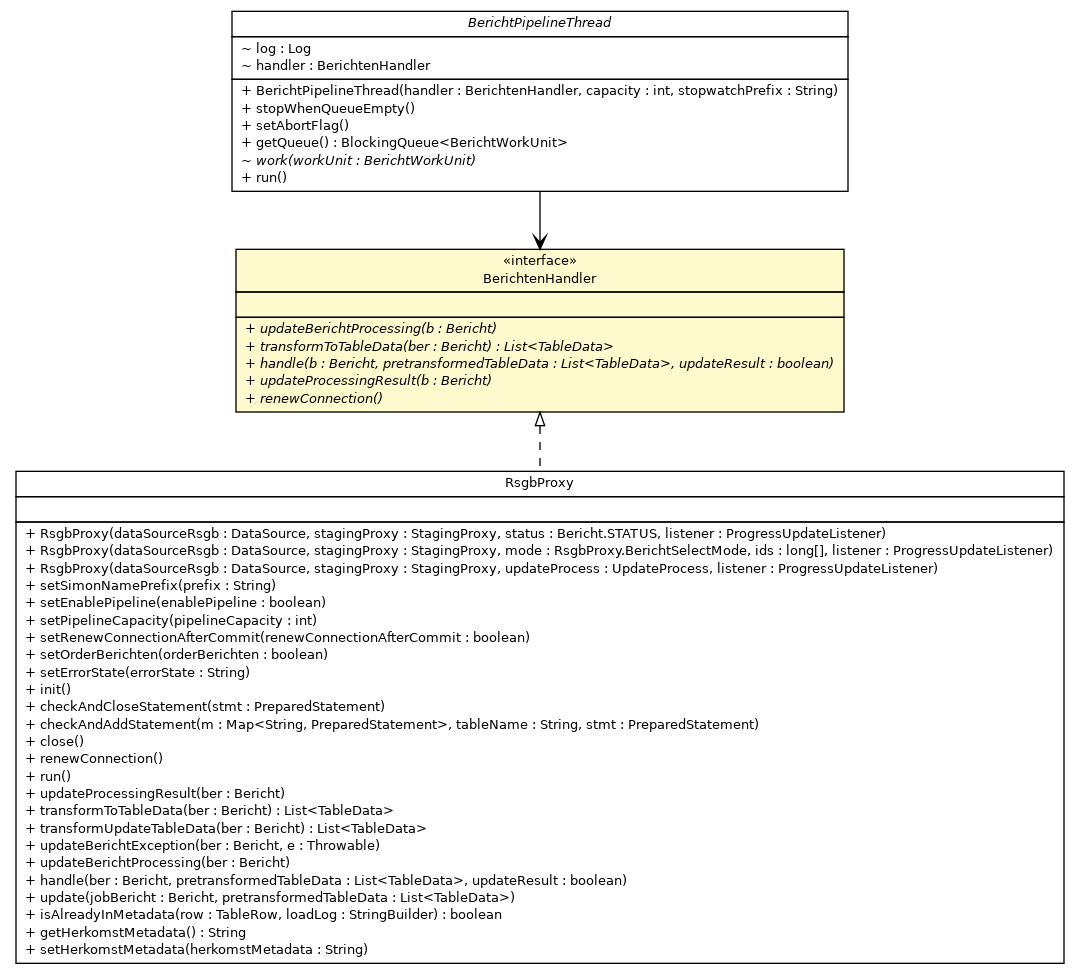 BerichtPipelineThread
~ log : Log
~ handler : BerichtenHandler
+ BerichtPipelineThread(handler : BerichtenHandler, capacity : int, stopwatchPrefix : String)
+ stopWhenQueueEmpty()
+ setAbortFlag()
+ getQueue() : BlockingQueue<BerichtWorkUnit>
~ work(workUnit : BerichtWorkUnit)
+ run()
«interface»
BerichtenHandler
+ updateBerichtProcessing(b : Bericht)
+ transformToTableData(ber : Bericht) : List<TableData>
+ handle(b : Bericht, pretransformedTableData : List<TableData>, updateResult : boolean)
+ updateProcessingResult(b : Bericht)
+ renewConnection()
RsgbProxy
+ RsgbProxy(dataSourceRsgb : DataSource, stagingProxy : StagingProxy, status : Bericht.STATUS, listener : ProgressUpdateListener)
+ RsgbProxy(dataSourceRsgb : DataSource, stagingProxy : StagingProxy, mode : RsgbProxy.BerichtSelectMode, ids : long[], listener : ProgressUpdateListener)
+ RsgbProxy(dataSourceRsgb : DataSource, stagingProxy : StagingProxy, updateProcess : UpdateProcess, listener : ProgressUpdateListener)
+ setSimonNamePrefix(prefix : String)
+ setEnablePipeline(enablePipeline : boolean)
+ setPipelineCapacity(pipelineCapacity : int)
+ setRenewConnectionAfterCommit(renewConnectionAfterCommit : boolean)
+ setOrderBerichten(orderBerichten : boolean)
+ setErrorState(errorState : String)
+ init()
+ checkAndCloseStatement(stmt : PreparedStatement)
+ checkAndAddStatement(m : Map<String, PreparedStatement>, tableName : String, stmt : PreparedStatement)
+ close()
+ renewConnection()
+ run()
+ updateProcessingResult(ber : Bericht)
+ transformToTableData(ber : Bericht) : List<TableData>
+ transformUpdateTableData(ber : Bericht) : List<TableData>
+ updateBerichtException(ber : Bericht, e : Throwable)
+ updateBerichtProcessing(ber : Bericht)
+ handle(ber : Bericht, pretransformedTableData : List<TableData>, updateResult : boolean)
+ update(jobBericht : Bericht, pretransformedTableData : List<TableData>)
+ isAlreadyInMetadata(row : TableRow, loadLog : StringBuilder) : boolean
+ getHerkomstMetadata() : String
+ setHerkomstMetadata(herkomstMetadata : String)